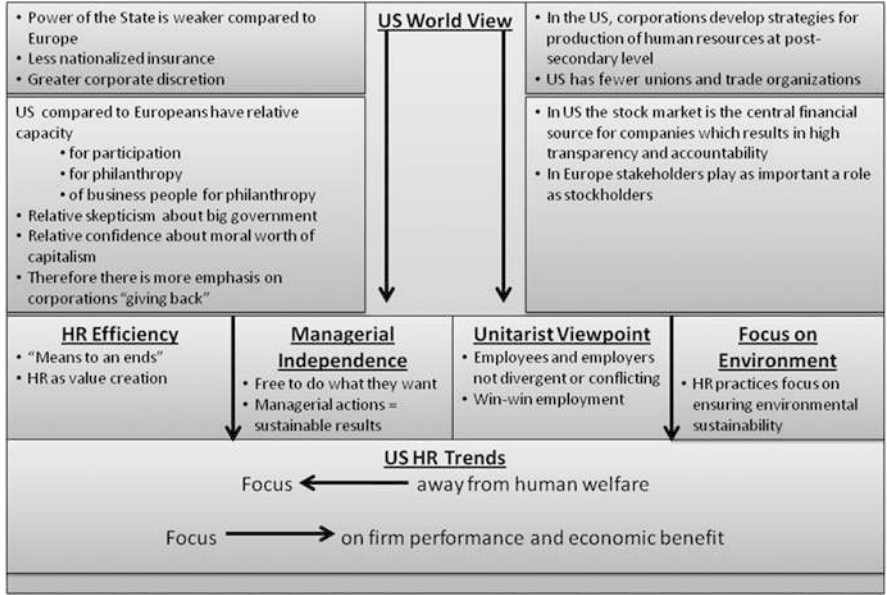 • Power of the State is weaker compared to
Europe
• Less nationalized insurance
• Greater corporate discretion
US World View
• In the US, corporations develop strategies for
production of human resources at post-
secondary level
• US has fewer unions and trade organizations
US compared to Europeans have relative
capacity
• for participation
• for philanthropy
• of business people for philanthropy
• Relative skepticism about big government
• Relative confidence about moral worth of
capitalism
• Therefore there is more emphasis on
corporations “giving back”
• In US the stock market is the central financial
source for companies which results in high
transparency and accountability
• In Europe stakeholders play as important a role
as stockholders
HR Efficiency
• “Means to an ends”
• HR as value creation
Managerial
Independence
• Free to do what they want
• Managerial actions =
sustainable results
Unitarist Viewpoint
• Employees and employers
not divergent or conflicting
• Win-win employment
Focus on
Environment
• HR practices focus on
ensuring environmental
sustainability
US HR Trends
Focus away from human welfare
Focus on firm performance and economic benefit